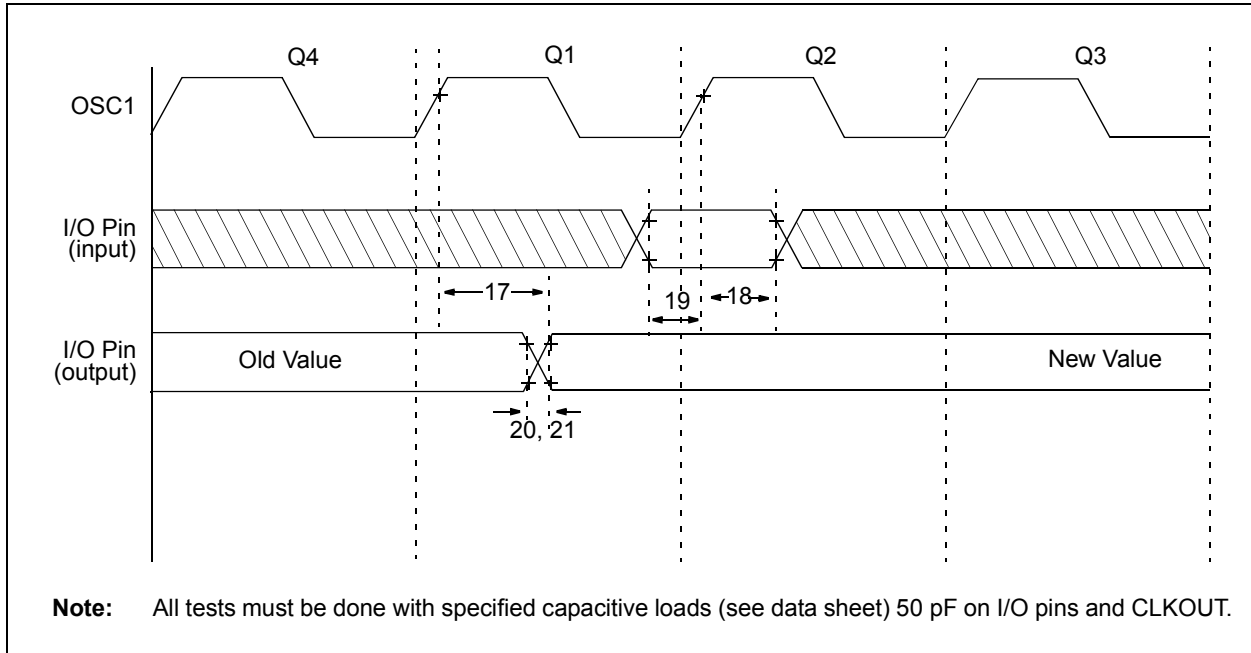 Q4 Q1 Q2 Q3
OSC1
I/O Pin
(input)
17 19 18
I/O Pin
(output)
Old Value New Value
20, 21
Note: All tests must be done with specified capacitive loads (see data sheet) 50 pF on I/O pins and CLKOUT.